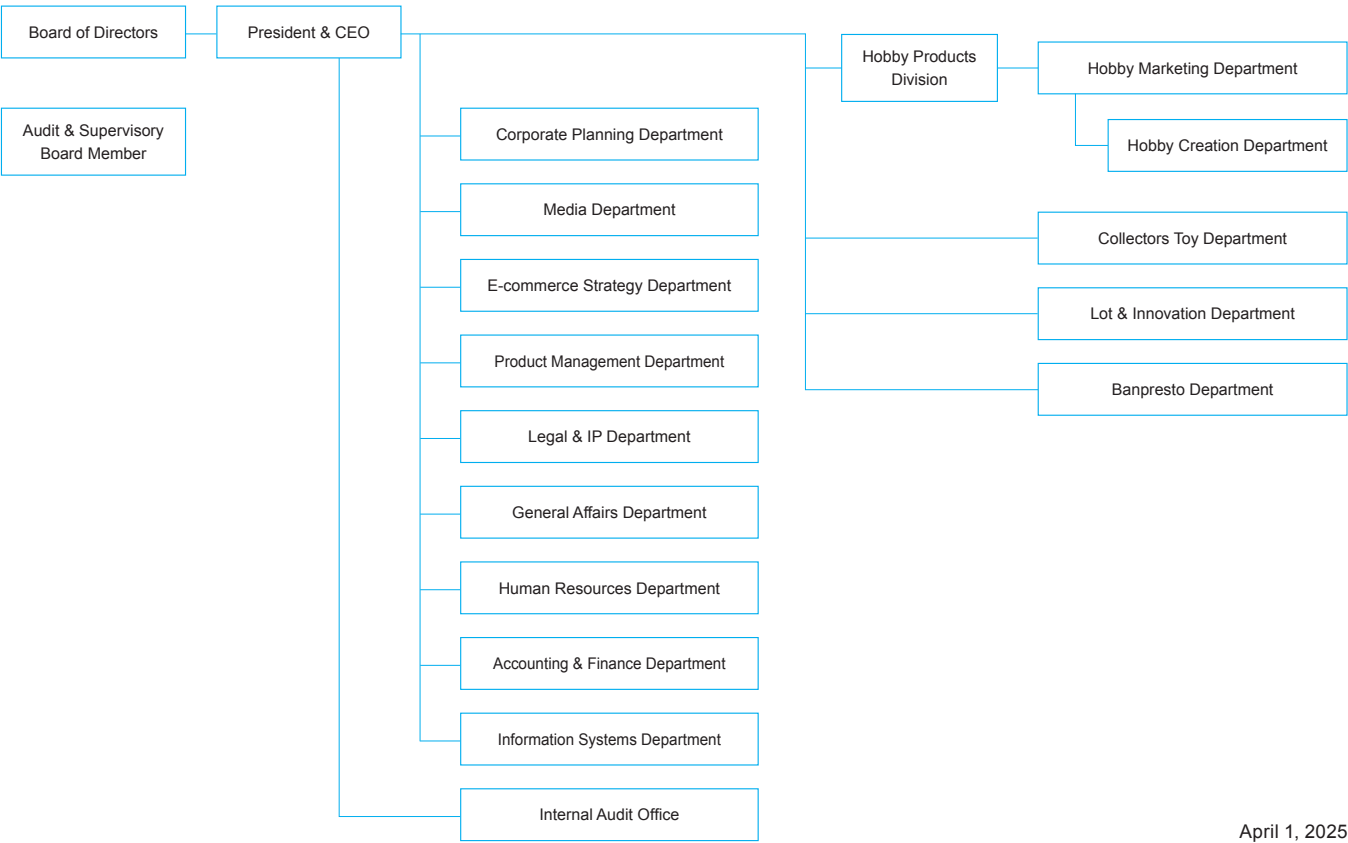 Board of Directors
President & CEO
Audit & Supervisory
Board Member
Corporate Planning Department
Media Department
E-commerce Strategy Department
Product Management Department
Legal & IP Department
General Affairs Department
Human Resources Department
Accounting & Finance Department
Information Systems Department
Internal Audit Office
Hobby Products
Division
Hobby Marketing Department
Hobby Creation Department
Collectors Toy Department
Lot & Innovation Department
Banpresto Department
April 1, 2025